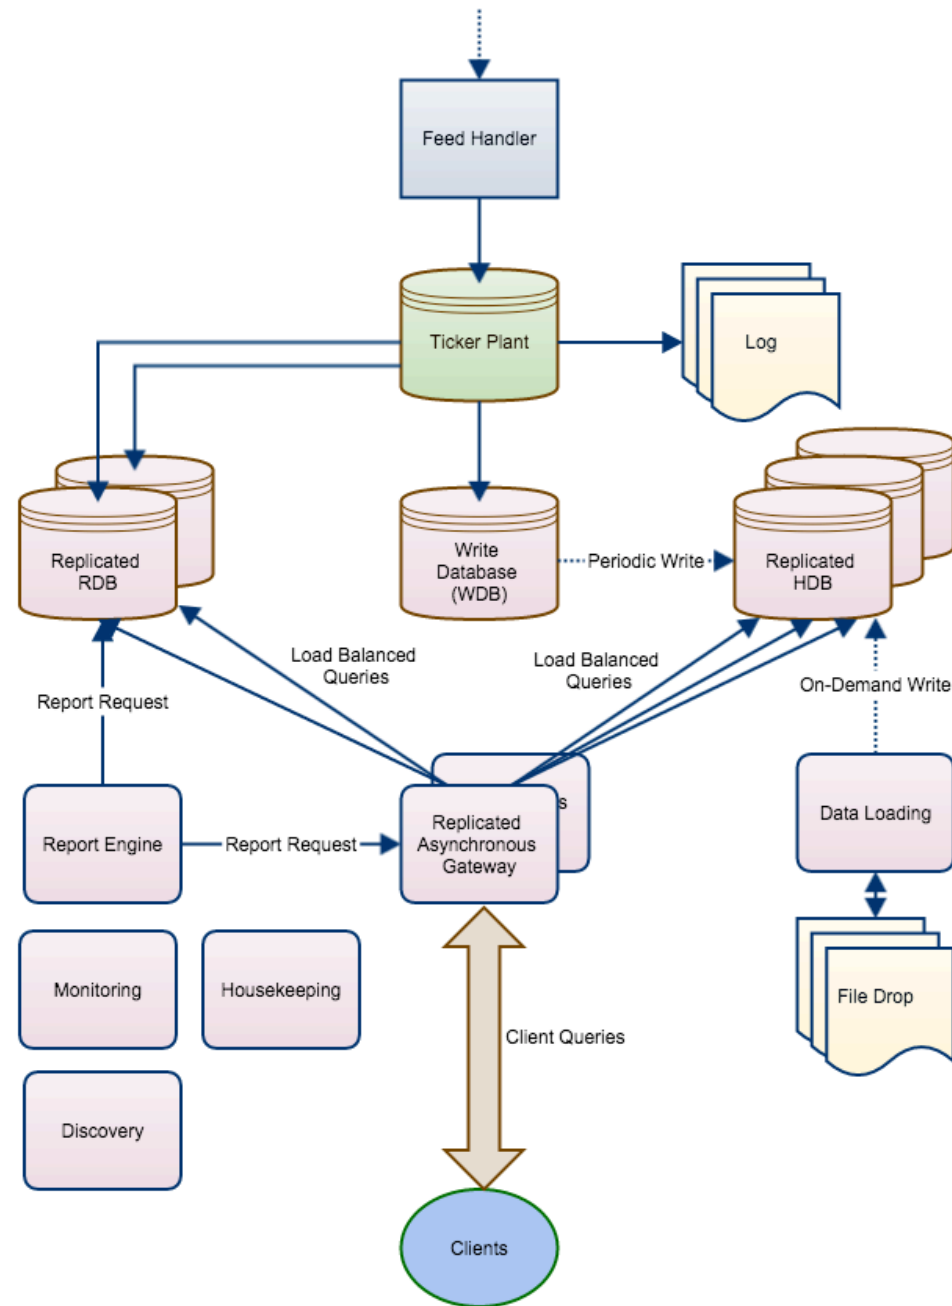 Feed Handler
Ticker Plant
Log
Replicated
RDB
Write
Database
(WDB)
Periodic Write
Replicated
HDB
Load Balanced
Queries
Load Balanced
Queries
Report Request
On-Demand Write
Report Engine
Report Request
Replicated
Asynchronous
Gateway
s
Data Loading
Monitoring
Housekeeping
File Drop
Client Queries
Discovery
Clients